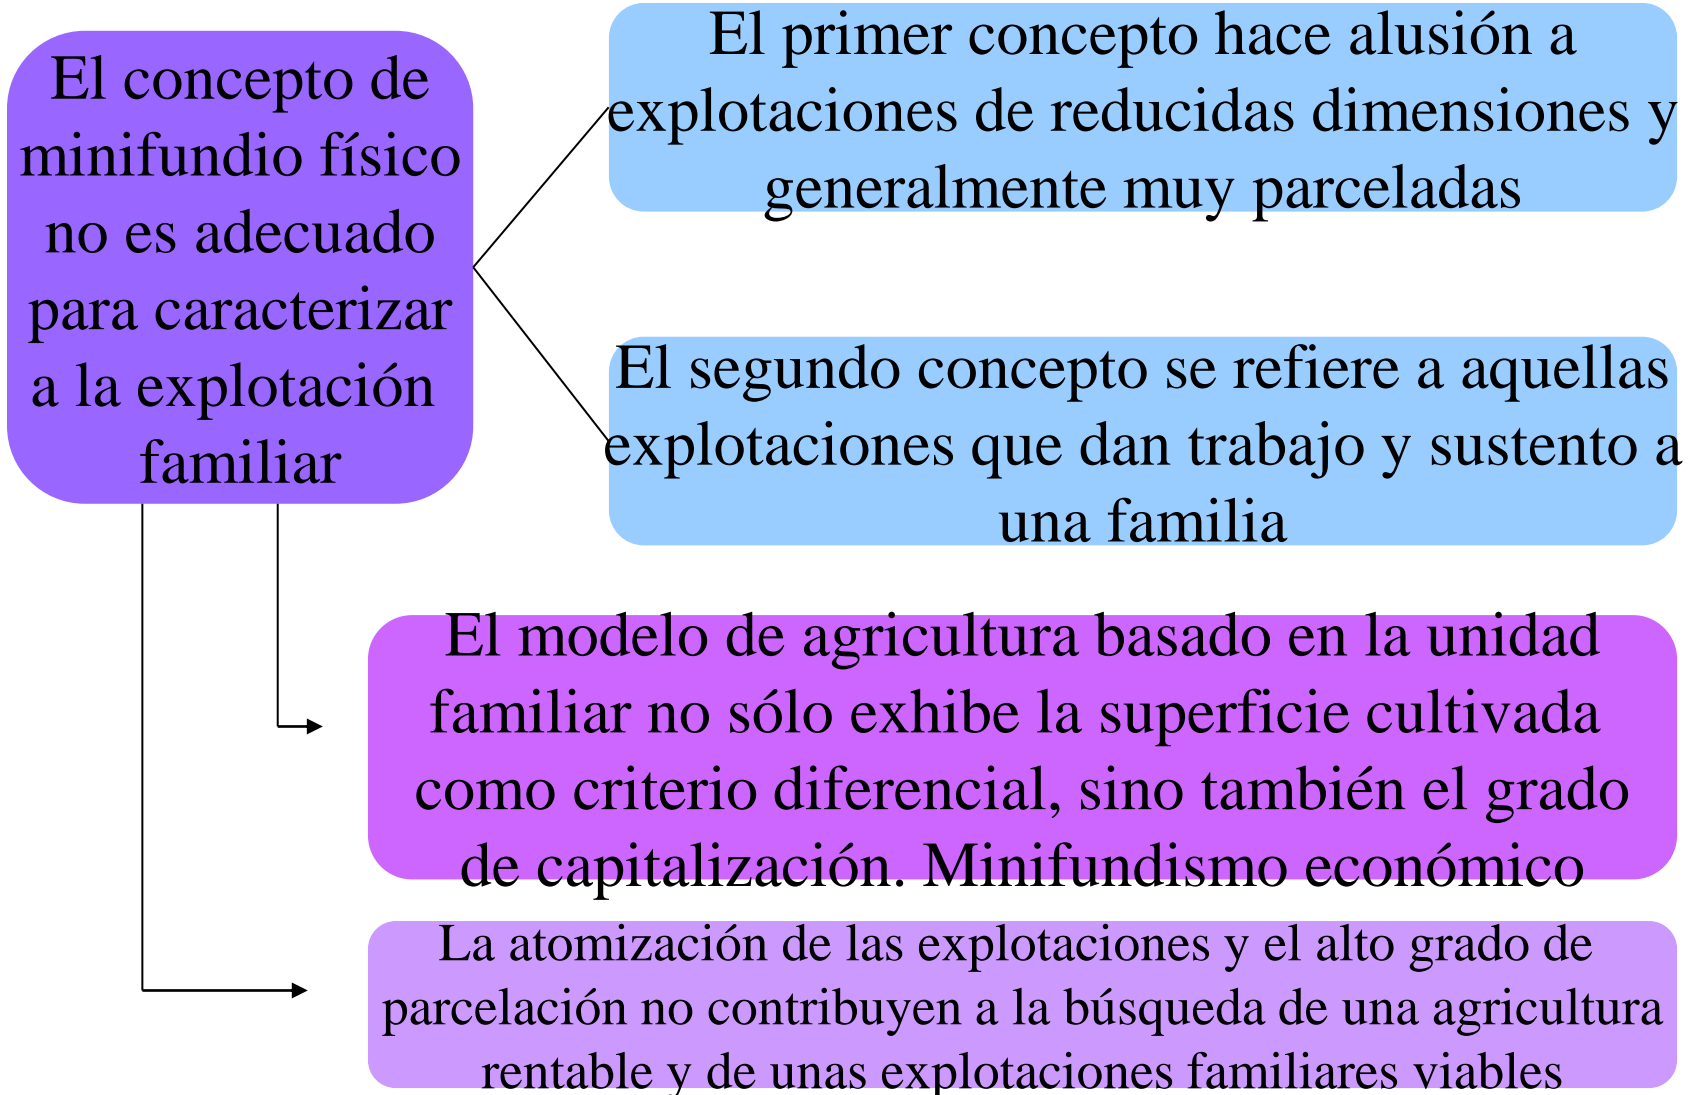 El concepto de
minifundio físico
no es adecuado
para caracterizar
a la explotación
familiar
El primer concepto hace alusión a
explotaciones de reducidas dimensiones y
generalmente muy parceladas
El segundo concepto se refiere a aquellas
explotaciones que dan trabajo y sustento a
una familia
El modelo de agricultura basado en la unidad
familiar no sólo exhibe la superficie cultivada
como criterio diferencial, sino también el grado
de capitalización. Minifundismo económico
La atomización de las explotaciones y el alto grado de
parcelación no contribuyen a la búsqueda de una agricultura
rentable y de unas explotaciones familiares viables